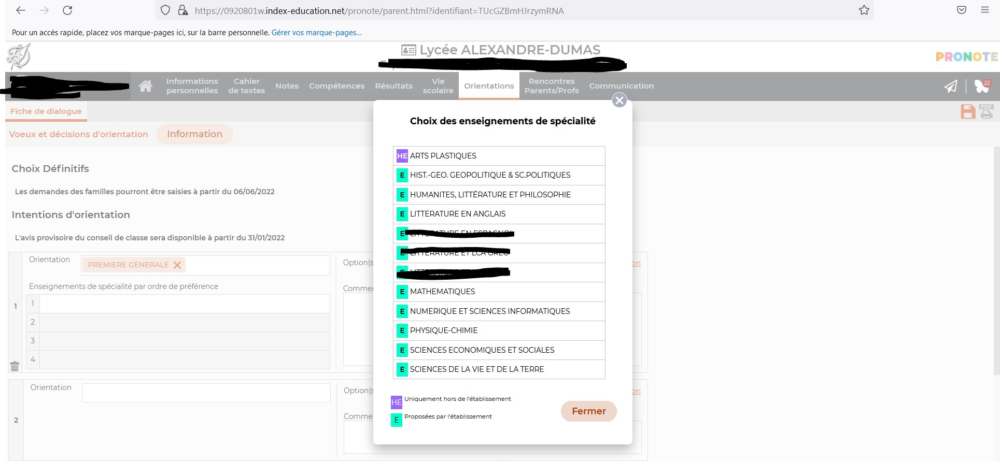 https://0920801w.index-education.net/pronote/parent.html?identifiant=TUcGZBmHJrzymRNA
Pour un accès rapide, placez vos marque-pages ici, sur la barre personnelle. Gérer vos marque-pages...
Lycée ALEXANDRE-DUMAS
PRONOTE
Informations personnelles
Cahier de textes
Notes
Compétences
Résultats
Vie scolaire
Orientations
Rencontres Parents/Profs
Communication
22
Fiche de dialogue
PDF
Voeux et décisions d'orientation
Information
Choix Définitifs
Les demandes des familles pourront être saisies à partir du 06/06/2022
Intentions d'orientation
L'avis provisoire du conseil de classe sera disponible à partir du 31/01/2022
1
Orientation
PREMIERE GENERALE
Enseignements de spécialité par ordre de préférence
1
2
3
4
Option(s
Commer
on
2
Orientation
Option(s
Comme
on
Choix des enseignements de spécialité
HE ARTS PLASTIQUES
E HIST.-GEO. GEOPOLITIQUE & SC.POLITIQUES
E HUMANITES, LITTÉRATURE ET PHILOSOPHIE
E LITTERATURE EN ANGLAIS
E
E MATHEMATIQUES
E NUMERIQUE ET SCIENCES INFORMATIQUES
E PHYSIQUE-CHIMIE
E SCIENCES ECONOMIQUES ET SOCIALES
E SCIENCES DE LA VIE ET DE LA TERRE
HE Uniquement hors de l'établissement
E Proposées par l'établissement
Fermer